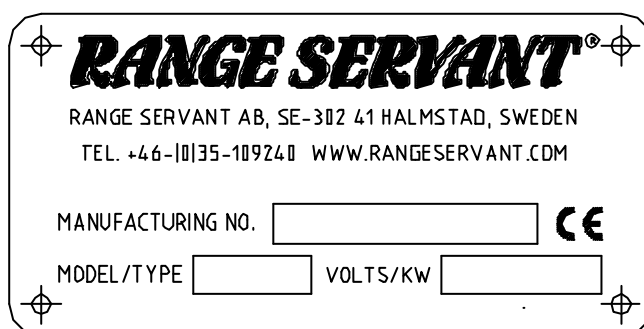 RANGE SERVANT®
RANGE SERVANT AB, SE-302 41 HALMSTAD, SWEDEN
TEL. +46-(0)35-109240 WWW.RANGESERVANT.COM
MANUFACTURING NO. CE
MODEL/TYPE VOLTS/KW